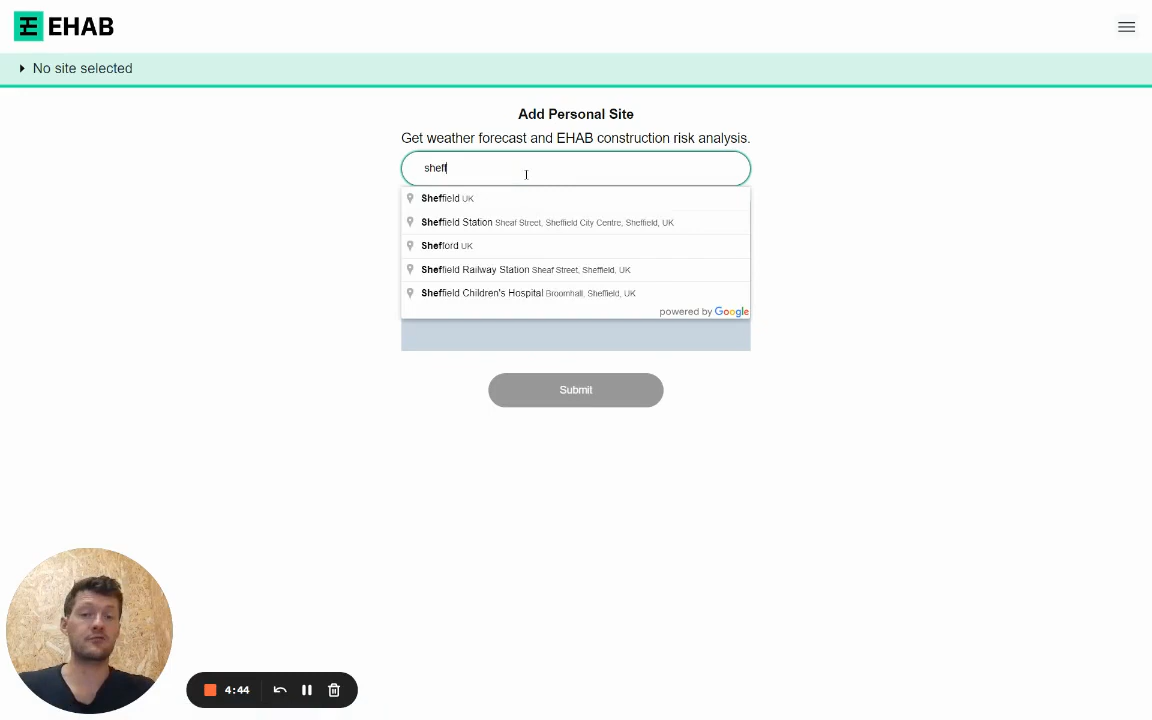 EHAB
No site selected
Add Personal Site
Get weather forecast and EHAB construction risk analysis.
sheff
Sheffield UK
Sheffield Station Sheaf Street, Sheffield City Centre, Sheffield, UK
Shefford UK
Sheffield Railway Station Sheaf Street, Sheffield, UK
Sheffield Children's Hospital Broomhall, Sheffield, UK
powered by Google
Submit
4:44